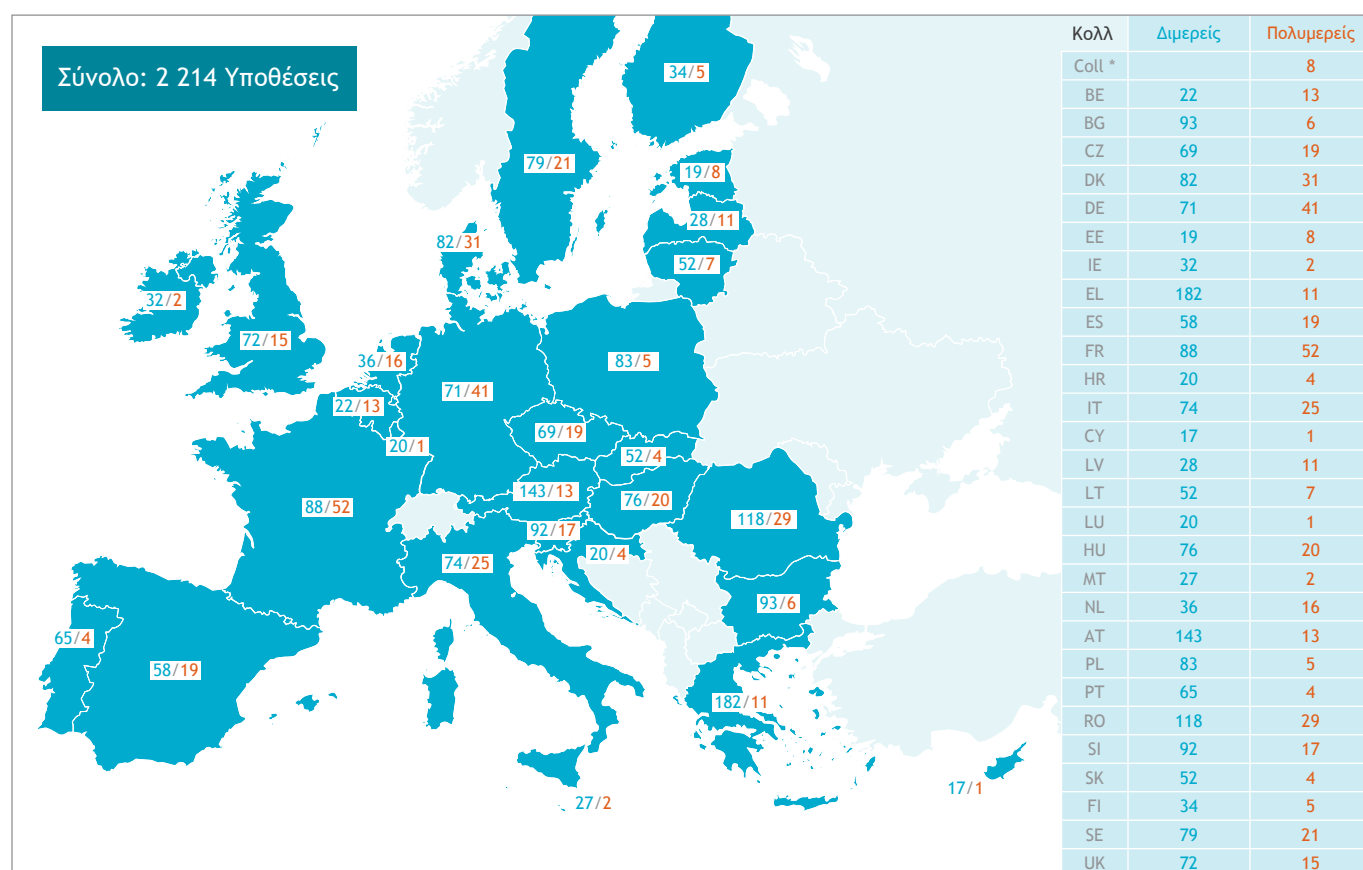 Σύνολο: 2 214 Υποθέσεις
34/5
79/21
19/8
28/11
82/31
52/7
32/2
72/15
36/16
83/5
71/41
22/13
69/19
20/1
52/4
143/13
76/20
88/52
118/29
92/17
20/4
74/25
93/6
65/4
58/19
182/11
17/1
27/2
Κολλ Διμερείς Πολυμερείς
Coll * 8
BE 22 13
BG 93 6
CZ 69 19
DK 82 31
DE 71 41
EE 19 8
IE 32 2
EL 182 11
ES 58 19
FR 88 52
HR 20 4
IT 74 25
CY 17 1
LV 28 11
LT 52 7
LU 20 1
HU 76 20
MT 27 2
NL 36 16
AT 143 13
PL 83 5
PT 65 4
RO 118 29
SI 92 17
SK 52 4
FI 34 5
SE 79 21
UK 72 15